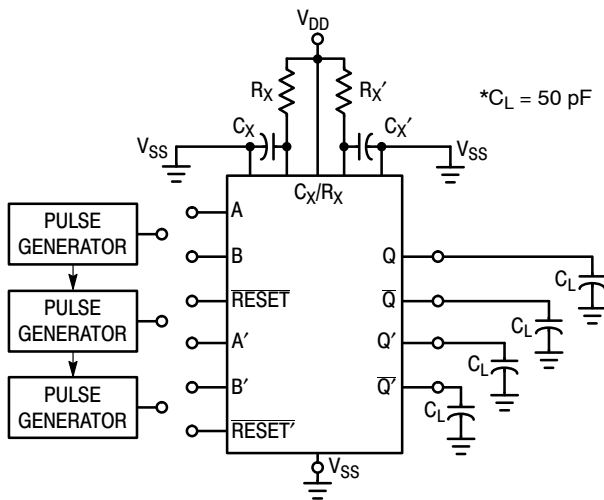 V_DD
R_X R_X′
*C_L = 50 pF
C_X C_X′
V_SS V_SS
C_X/R_X
PULSE GENERATOR
A
B Q
C_L
RESET̅ Q̅
PULSE GENERATOR
C_L
A′ Q′
C_L
B′ Q̅′
PULSE GENERATOR
C_L
RESET̅′
V_SS